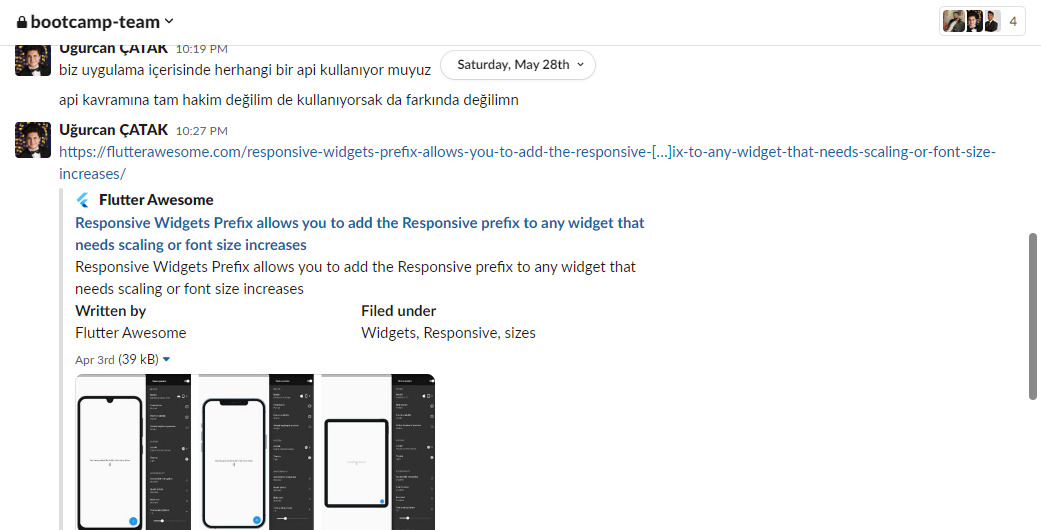 bootcamp-team
4
Uğurcan ÇATAK 10:19 PM
biz uygulama içerisinde herhangi bir api kullanıyor muyuz
Saturday, May 28th
api kavramına tam hakim değilim de kullanıyorsak da farkında değilimn
Uğurcan ÇATAK 10:27 PM
https://flutterawesome.com/responsive-widgets-prefix-allows-you-to-add-the-responsive-[...]ix-to-any-widget-that-needs-scaling-or-font-size-
increases/
Flutter Awesome
Responsive Widgets Prefix allows you to add the Responsive prefix to any widget that
needs scaling or font size increases
Responsive Widgets Prefix allows you to add the Responsive prefix to any widget that
needs scaling or font size increases
Written by Filed under
Flutter Awesome Widgets, Responsive, sizes
Apr 3rd (39 kB)